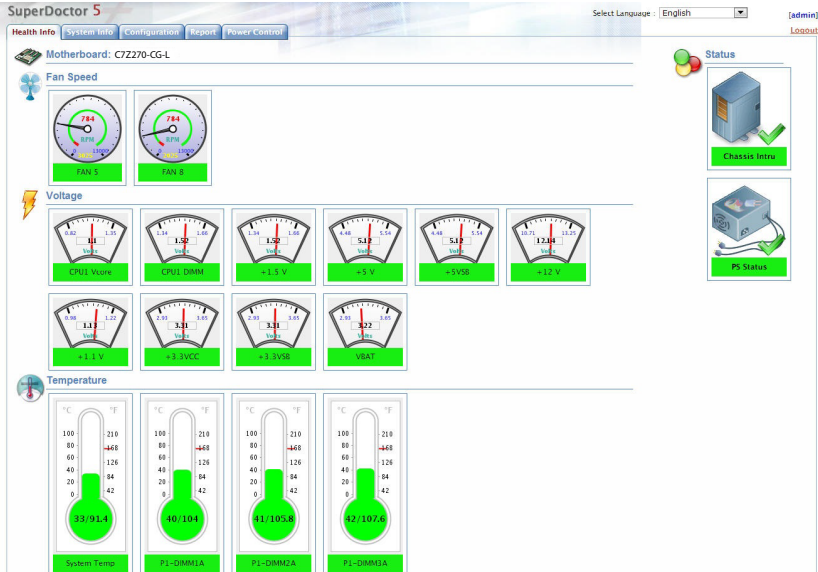 SuperDoctor 5
Select Language : English
[admin]
Logout
Health Info System Info Configuration Report Power Control
Motherboard: C7Z270-CG-L
Status
Fan Speed
784 784
RPM RPM
0 13000 0
FAN 5 FAN 8
Chassis Intru
Voltage
0.82 1.35 1.34 1.66 1.34 1.66 4.48 5.54 4.48 5.54 10.71 13.25
1.1 1.52 1.52 5.12 5.12 12.14
Volts Volts Volts Volts Volts Volts
CPU1 Vcore CPU1 DIMM +1.5 V +5 V +5VSB +12 V
PS Status
0.98 1.22 2.93 3.65 2.93 3.65 2.93 3.65
1.13 3.31 3.31 3.22
Volts Volts Volts Volts
+1.1 V +3.3VCC +3.3VSB VBAT
Temperature
°C °F °C °F °C °F °C °F
100 210 100 210 100 210 100 210
80 168 80 168 80 168 80 168
60 126 60 126 60 126 60 126
40 84 40 84 40 84 40 84
20 42 20 42 20 42 20 42
0 0 0 0
33/91.4 40/104 41/105.8 42/107.6
System Temp P1-DIMM1A P1-DIMM2A P1-DIMM3A